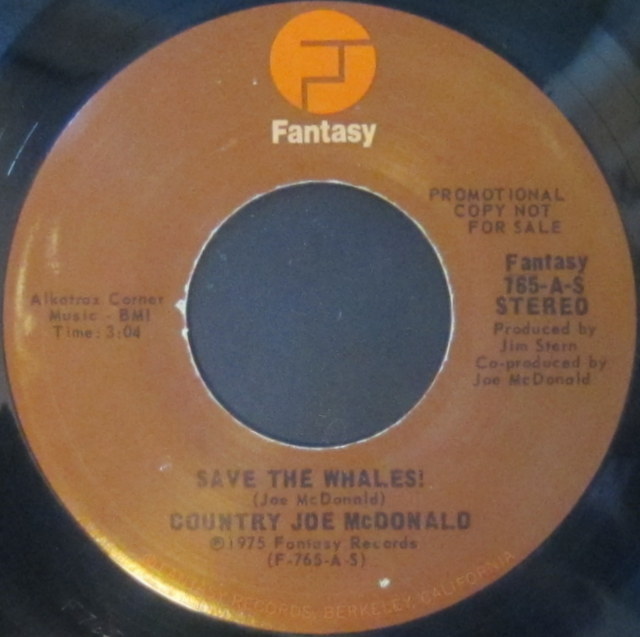 Fantasy
PROMOTIONAL
COPY NOT
FOR SALE
Fantasy
765-A-S
STEREO
Produced by
Jim Stern
Co-produced by
Joe McDonald
Alkatraz Corner
Music - BMI
Time: 3:04
SAVE THE WHALES!
(Joe McDonald)
COUNTRY JOE McDONALD
℗1975 Fantasy Records
(F-765-A-S)
RECORDS, BERKELEY, CALIFORNIA